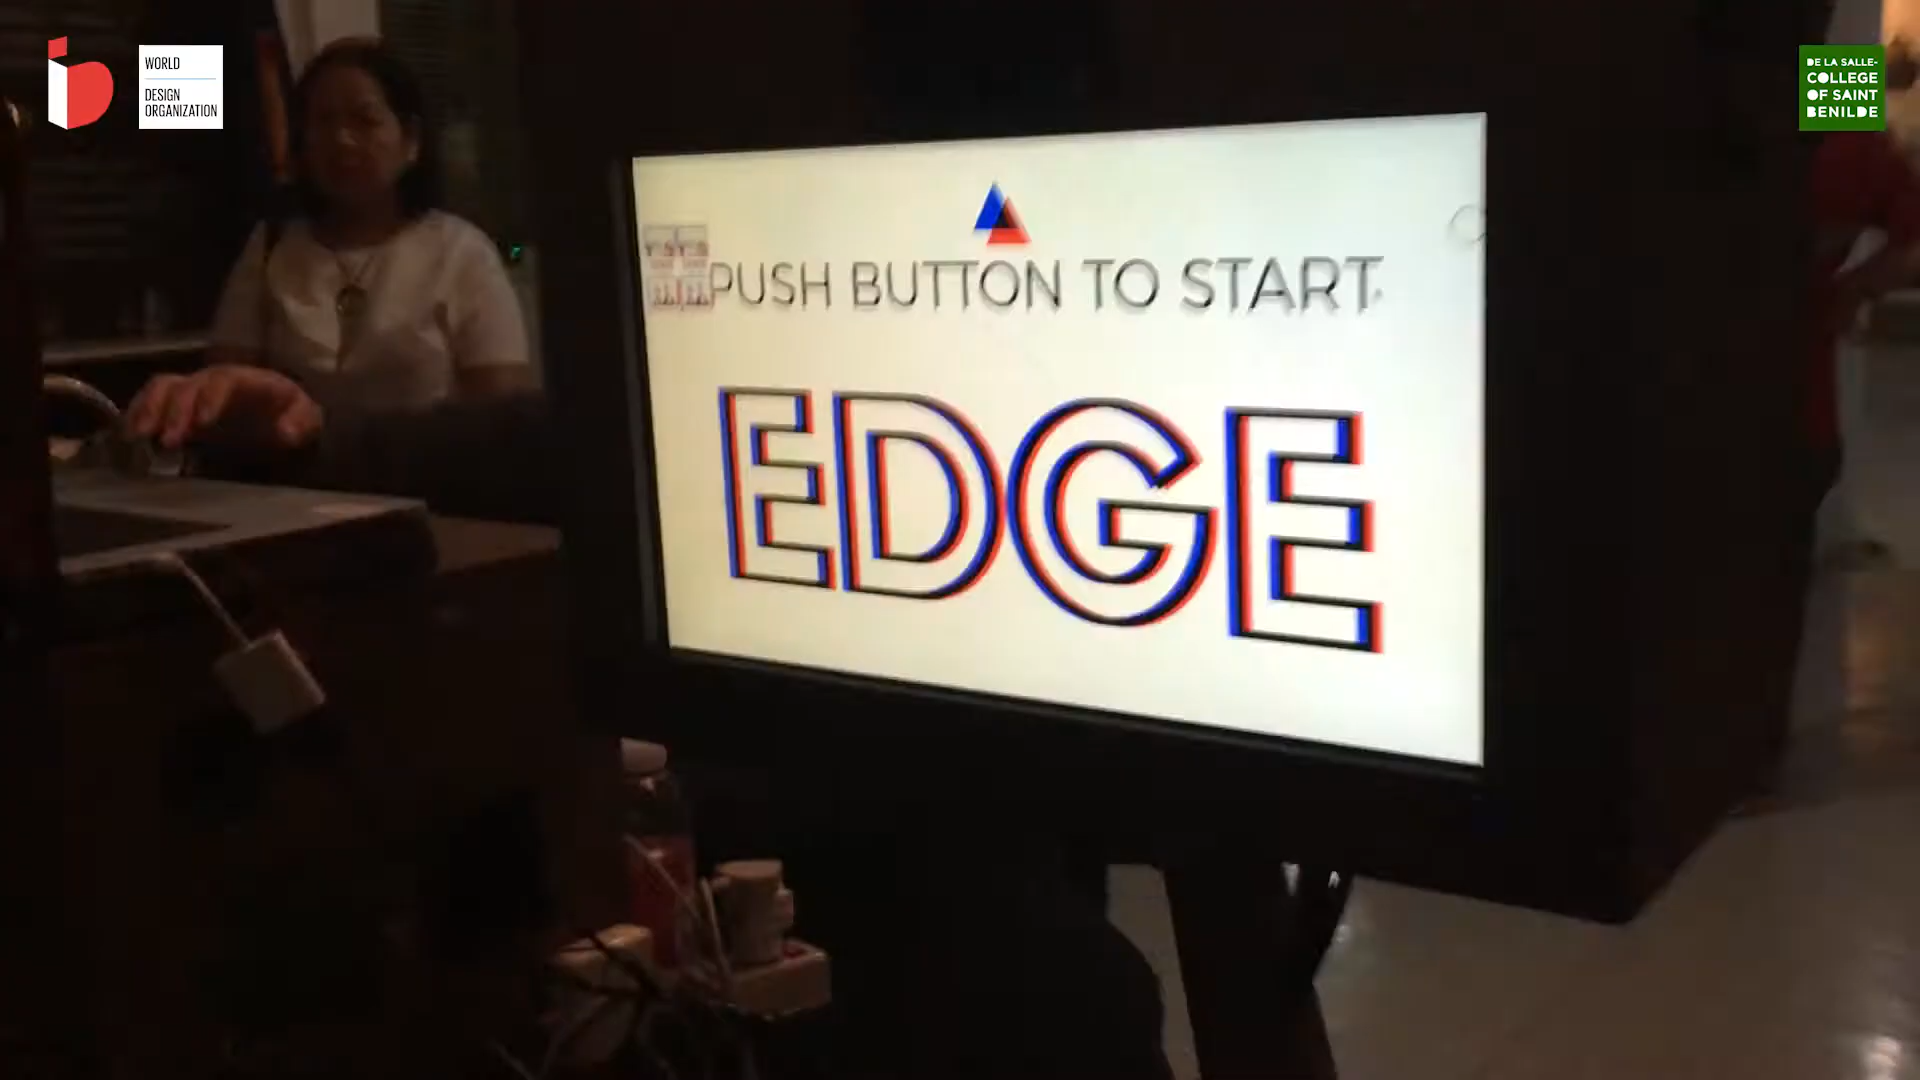 WORLD
DESIGN
ORGANIZATION
DE LA SALLE-
COLLEGE
OF SAINT
BENILDE
PUSH BUTTON TO START
EDGE